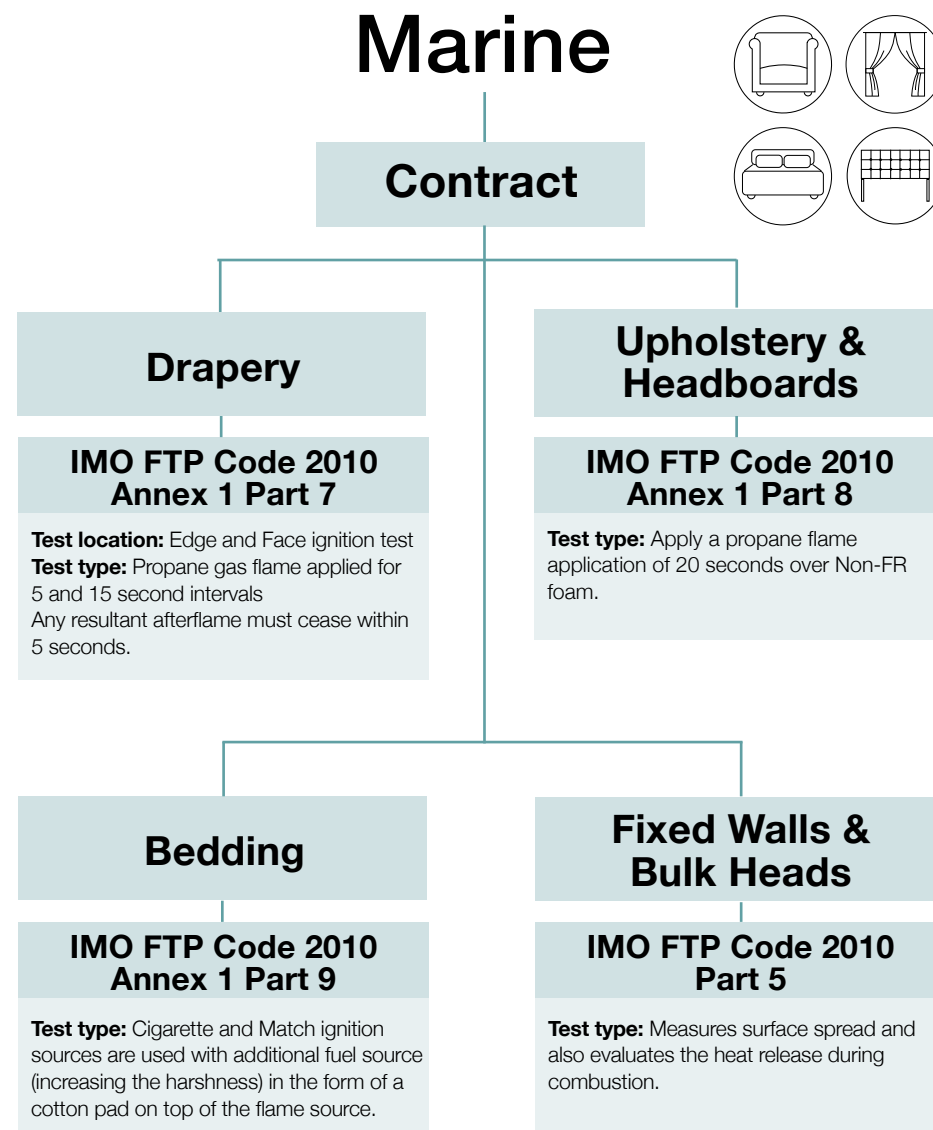 Marine
Contract
Drapery
IMO FTP Code 2010
Annex 1 Part 7
Test location: Edge and Face ignition test
Test type: Propane gas flame applied for
5 and 15 second intervals
Any resultant afterflame must cease within
5 seconds.
Upholstery &
Headboards
IMO FTP Code 2010
Annex 1 Part 8
Test type: Apply a propane flame
application of 20 seconds over Non-FR
foam.
Bedding
IMO FTP Code 2010
Annex 1 Part 9
Test type: Cigarette and Match ignition
sources are used with additional fuel source
(increasing the harshness) in the form of a
cotton pad on top of the flame source.
Fixed Walls &
Bulk Heads
IMO FTP Code 2010
Part 5
Test type: Measures surface spread and
also evaluates the heat release during
combustion.